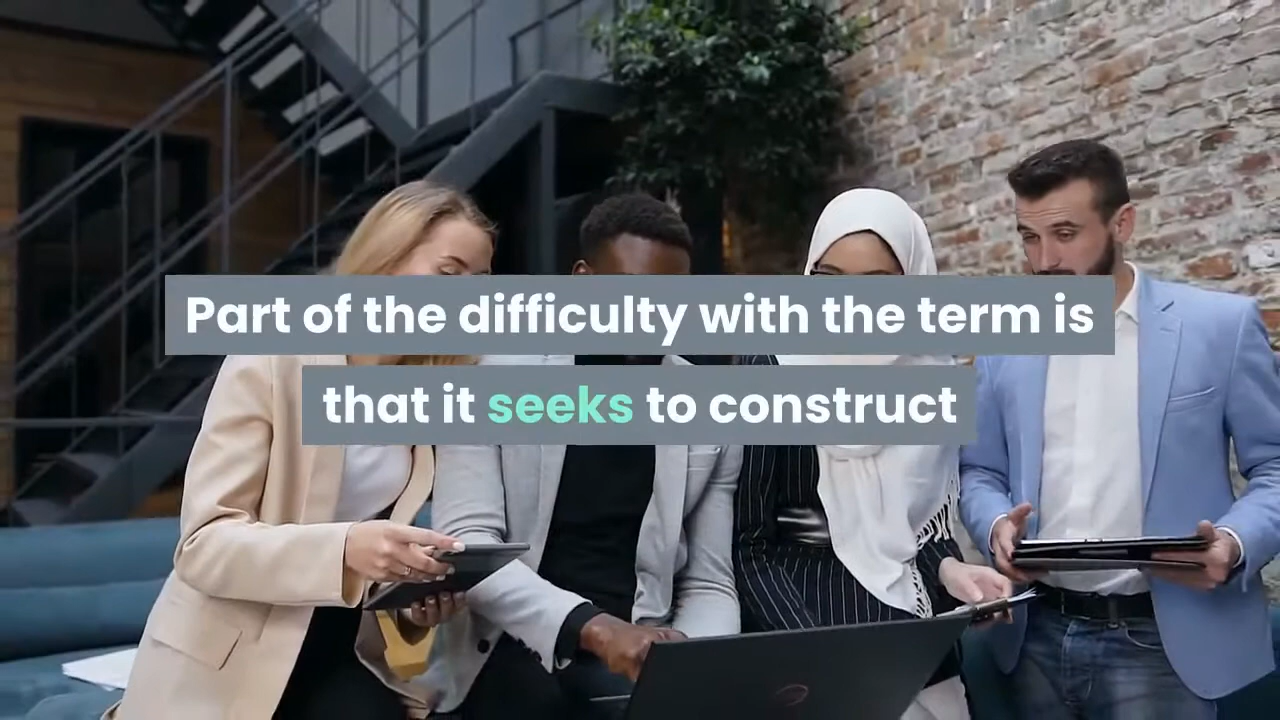 Part of the difficulty with the term is
that it seeks to construct